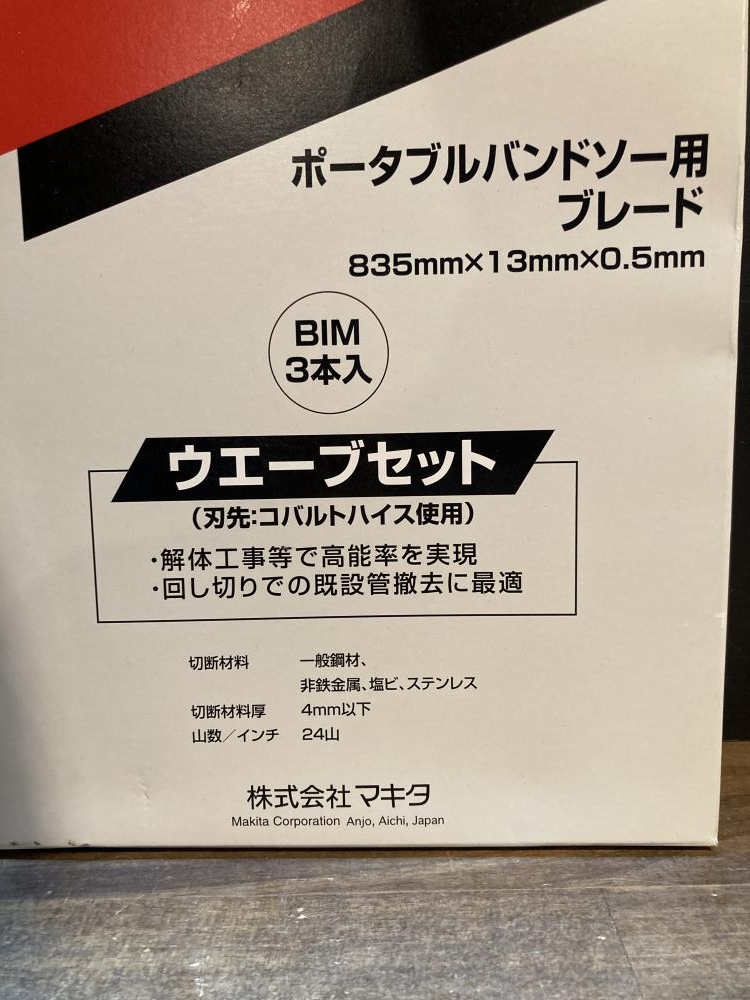 ポータブルバンドソー用
ブレード
835mm×13mm×0.5mm
BIM
3本入
ウエーブセット
(刃先:コバルトハイス使用)
・解体工事等で高能率を実現
・回し切りでの既設管撤去に最適
切断材料 一般鋼材、
非鉄金属、塩ビ、ステンレス
切断材料厚 4mm以下
山数/インチ 24山
株式会社マキタ
Makita Corporation Anjo, Aichi, Japan